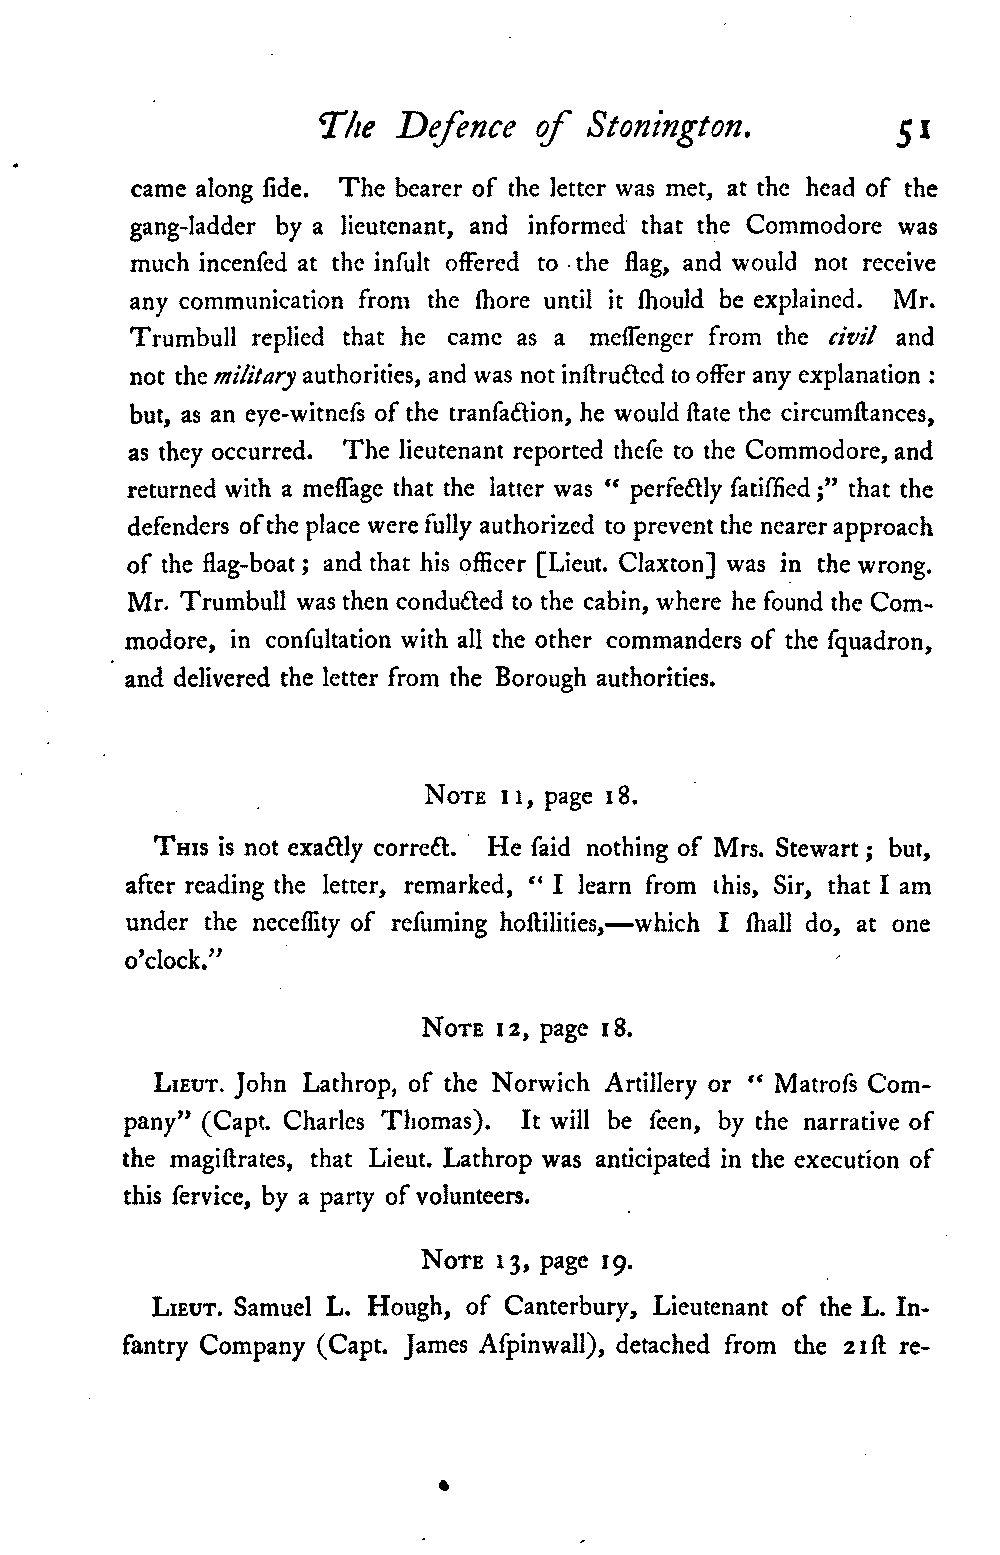 The Defence of Stonington. 51
came along ſide. The bearer of the letter was met, at the head of the
gang-ladder by a lieutenant, and informed that the Commodore was
much incenſed at the inſult offered to the flag, and would not receive
any communication from the ſhore until it ſhould be explained. Mr.
Trumbull replied that he came as a meſſenger from the civil and
not the military authorities, and was not inſtructed to offer any explanation :
but, as an eye-witneſs of the tranſaction, he would ſtate the circumſtances,
as they occurred. The lieutenant reported theſe to the Commodore, and
returned with a meſſage that the latter was “ perfectly ſatiſfied ;” that the
defenders of the place were fully authorized to prevent the nearer approach
of the flag-boat ; and that his officer [Lieut. Claxton] was in the wrong.
Mr. Trumbull was then conducted to the cabin, where he found the Com-
modore, in conſultation with all the other commanders of the ſquadron,
and delivered the letter from the Borough authorities.
Note 11, page 18.
This is not exactly correct. He ſaid nothing of Mrs. Stewart ; but,
after reading the letter, remarked, “ I learn from this, Sir, that I am
under the neceſſity of reſuming hoſtilities,—which I ſhall do, at one
o’clock.”
Note 12, page 18.
Lieut. John Lathrop, of the Norwich Artillery or “ Matroſs Com-
pany” (Capt. Charles Thomas). It will be ſeen, by the narrative of
the magiſtrates, that Lieut. Lathrop was anticipated in the execution of
this ſervice, by a party of volunteers.
Note 13, page 19.
Lieut. Samuel L. Hough, of Canterbury, Lieutenant of the L. In-
fantry Company (Capt. James Aſpinwall), detached from the 21ſt re-